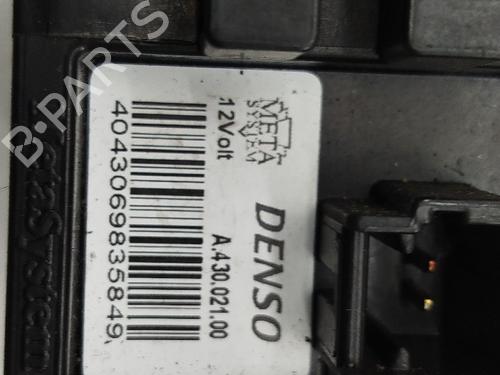 META
SYSTEM
DENSO
12Volt
A.430.021.00
4043069835849
B-PARTS